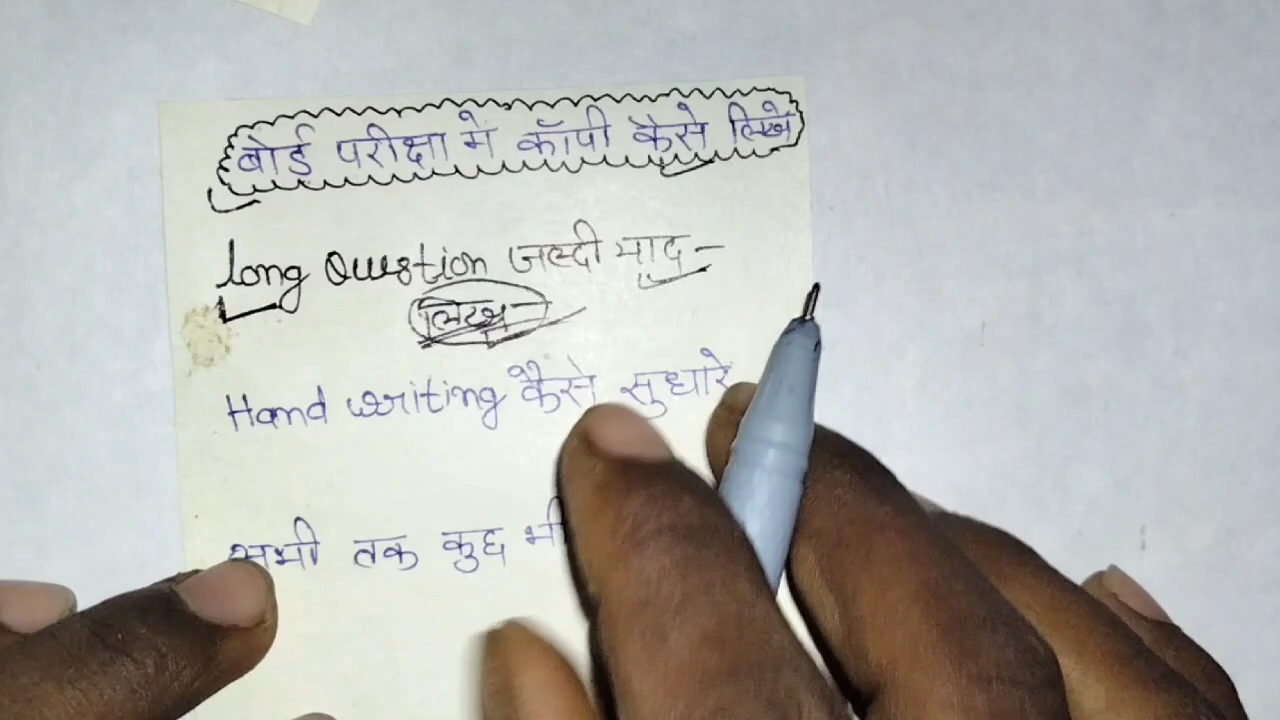 बोर्ड परीक्षा मे कॉपी कैसे लिखे
Long Question जल्दी याद -
लिख -
Hand writing कैसे सुधारे
अभी तक कुछ भी